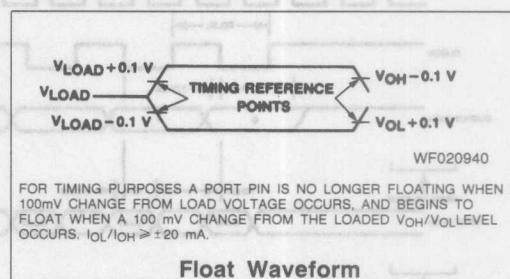 VLOAD+0.1 V
VLOAD
VLOAD-0.1 V
TIMING REFERENCE
POINTS
VOH-0.1 V
VOL+0.1 V
WF020940
FOR TIMING PURPOSES A PORT PIN IS NO LONGER FLOATING WHEN
100mV CHANGE FROM LOAD VOLTAGE OCCURS, AND BEGINS TO
FLOAT WHEN A 100 mV CHANGE FROM THE LOADED VOH/VOLLEVEL
OCCURS. IOL/IOH ≥ ±20 mA.
Float Waveform